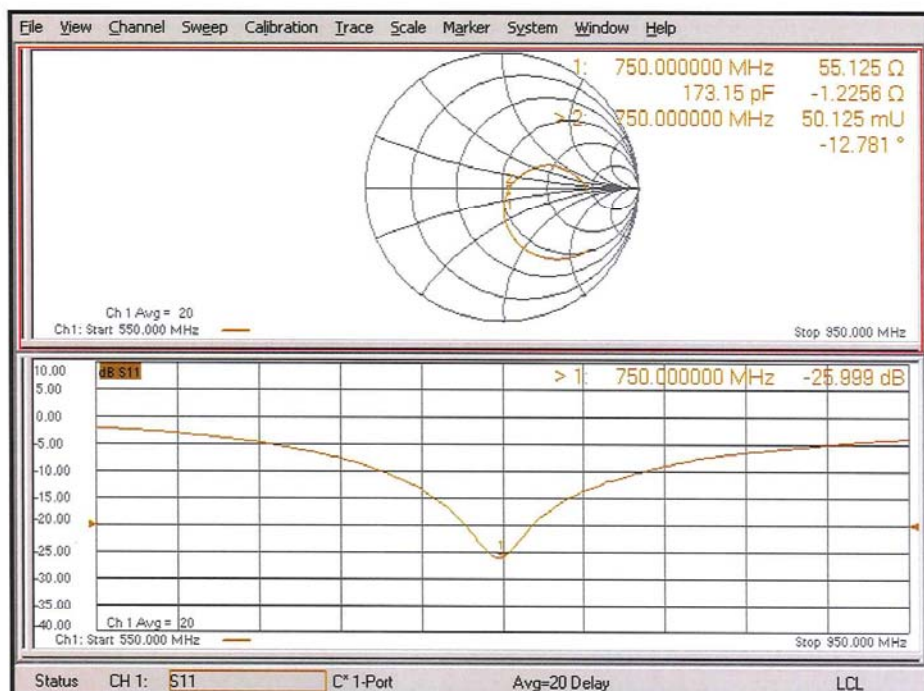 File View Channel Sweep Calibration Trace Scale Marker System Window Help
1: 750.000000 MHz 55.125 Ω
173.15 pF -1.2256 Ω
> 2: 750.000000 MHz 50.125 mU
-12.781 °
2
1
Ch 1 Avg = 20
Ch1: Start 550.000 MHz
Stop 950.000 MHz
dB S11
> 1: 750.000000 MHz -25.999 dB
10.00
5.00
0.00
-5.00
-10.00
-15.00
-20.00
-25.00
-30.00
-35.00
-40.00
1
Ch 1 Avg = 20
Ch1: Start 550.000 MHz
Stop 950.000 MHz
Status CH 1: S11 C* 1-Port Avg=20 Delay LCL